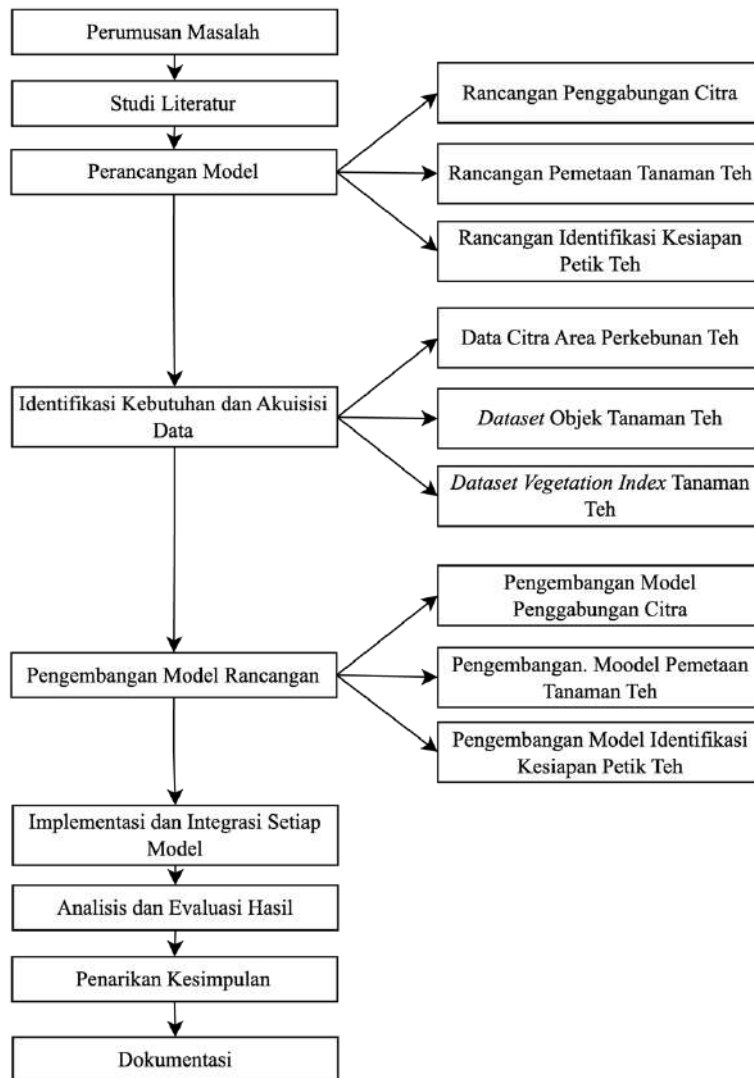 Perumusan Masalah
Studi Literatur
Perancangan Model
Rancangan Penggabungan Citra
Rancangan Pemetaan Tanaman Teh
Rancangan Identifikasi Kesiapan
Petik Teh
Identifikasi Kebutuhan dan Akuisisi
Data
Data Citra Area Perkebunan Teh
Dataset Objek Tanaman Teh
Dataset Vegetation Index Tanaman
Teh
Pengembangan Model Rancangan
Pengembangan Model
Penggabungan Citra
Pengembangan. Moodel Pemetaan
Tanaman Teh
Pengembangan Model Identifikasi
Kesiapan Petik Teh
Implementasi dan Integrasi Setiap
Model
Analisis dan Evaluasi Hasil
Penarikan Kesimpulan
Dokumentasi